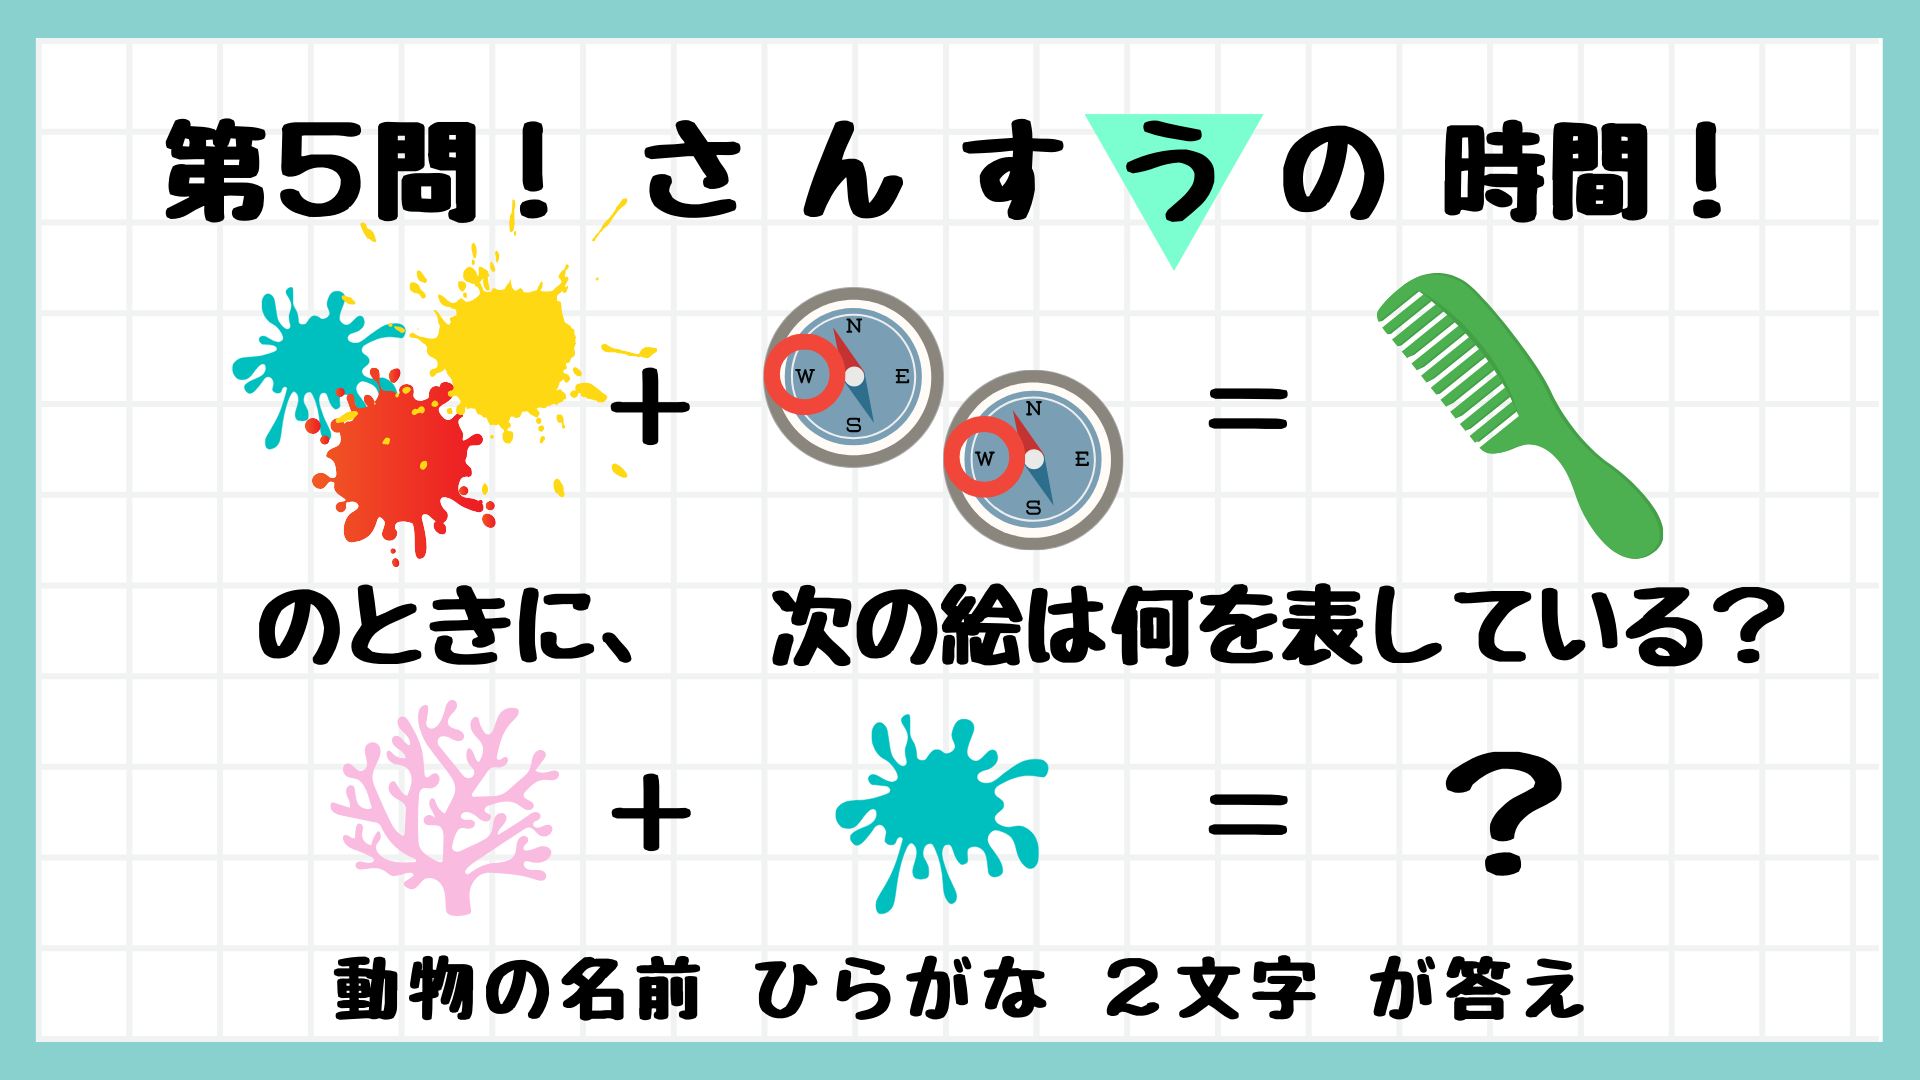 第5問！ さんすうの時間！
N
W E
S
N
W E
S
+ =
のときに、 次の絵は何を表している？
+ = ？
動物の名前 ひらがな 2文字 が答え